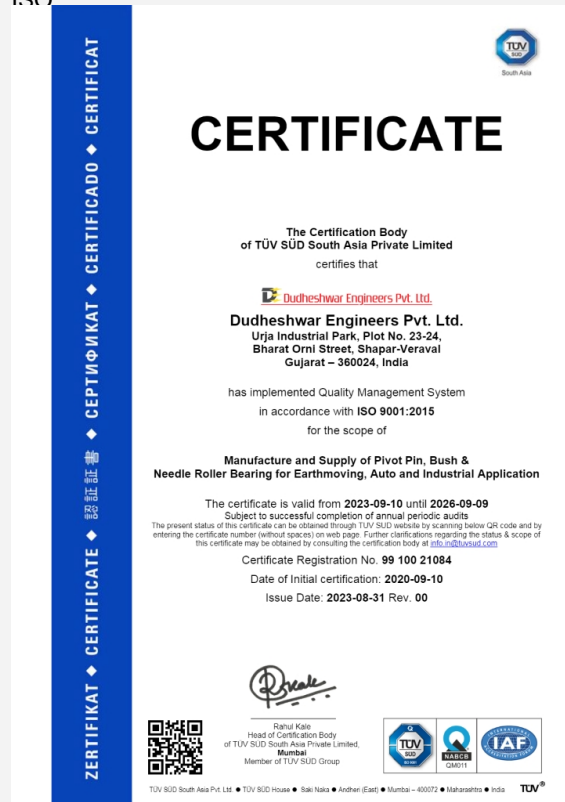 ISO
TÜV
SÜD
South Asia
CERTIFICATE
The Certification Body
of TÜV SÜD South Asia Private Limited
certifies that
Dudheshwar Engineers Pvt. Ltd.
Dudheshwar Engineers Pvt. Ltd.
Urja Industrial Park, Plot No. 23-24,
Bharat Orni Street, Shapar-Veraval
Gujarat – 360024, India
has implemented Quality Management System
in accordance with ISO 9001:2015
for the scope of
Manufacture and Supply of Pivot Pin, Bush &
Needle Roller Bearing for Earthmoving, Auto and Industrial Application
The certificate is valid from 2023-09-10 until 2026-09-09
Subject to successful completion of annual periodic audits
The present status of this certificate can be obtained through TUV SUD website by scanning below QR code and by
entering the certificate number (without spaces) on web page. Further clarifications regarding the status & scope of
this certificate may be obtained by consulting the certification body at info.in@tuvsud.com
Certificate Registration No. 99 100 21084
Date of Initial certification: 2020-09-10
Issue Date: 2023-08-31 Rev. 00
Rahul Kale
Head of Certification Body
of TÜV SÜD South Asia Private Limited,
Mumbai
Member of TÜV SÜD Group
TÜV
SÜD
NABCB
QM011
INTERNATIONAL
IAF
TÜV SÜD South Asia Pvt. Ltd. ● TÜV SÜD House ● Saki Naka ● Andheri (East) ● Mumbai – 400072 ● Maharashtra ● India TÜV®
ZERTIFIKAT ◆ CERTIFICATE ◆ 認証証書 ◆ СЕРТИФИКАТ ◆ CERTIFICADO ◆ CERTIFICAT